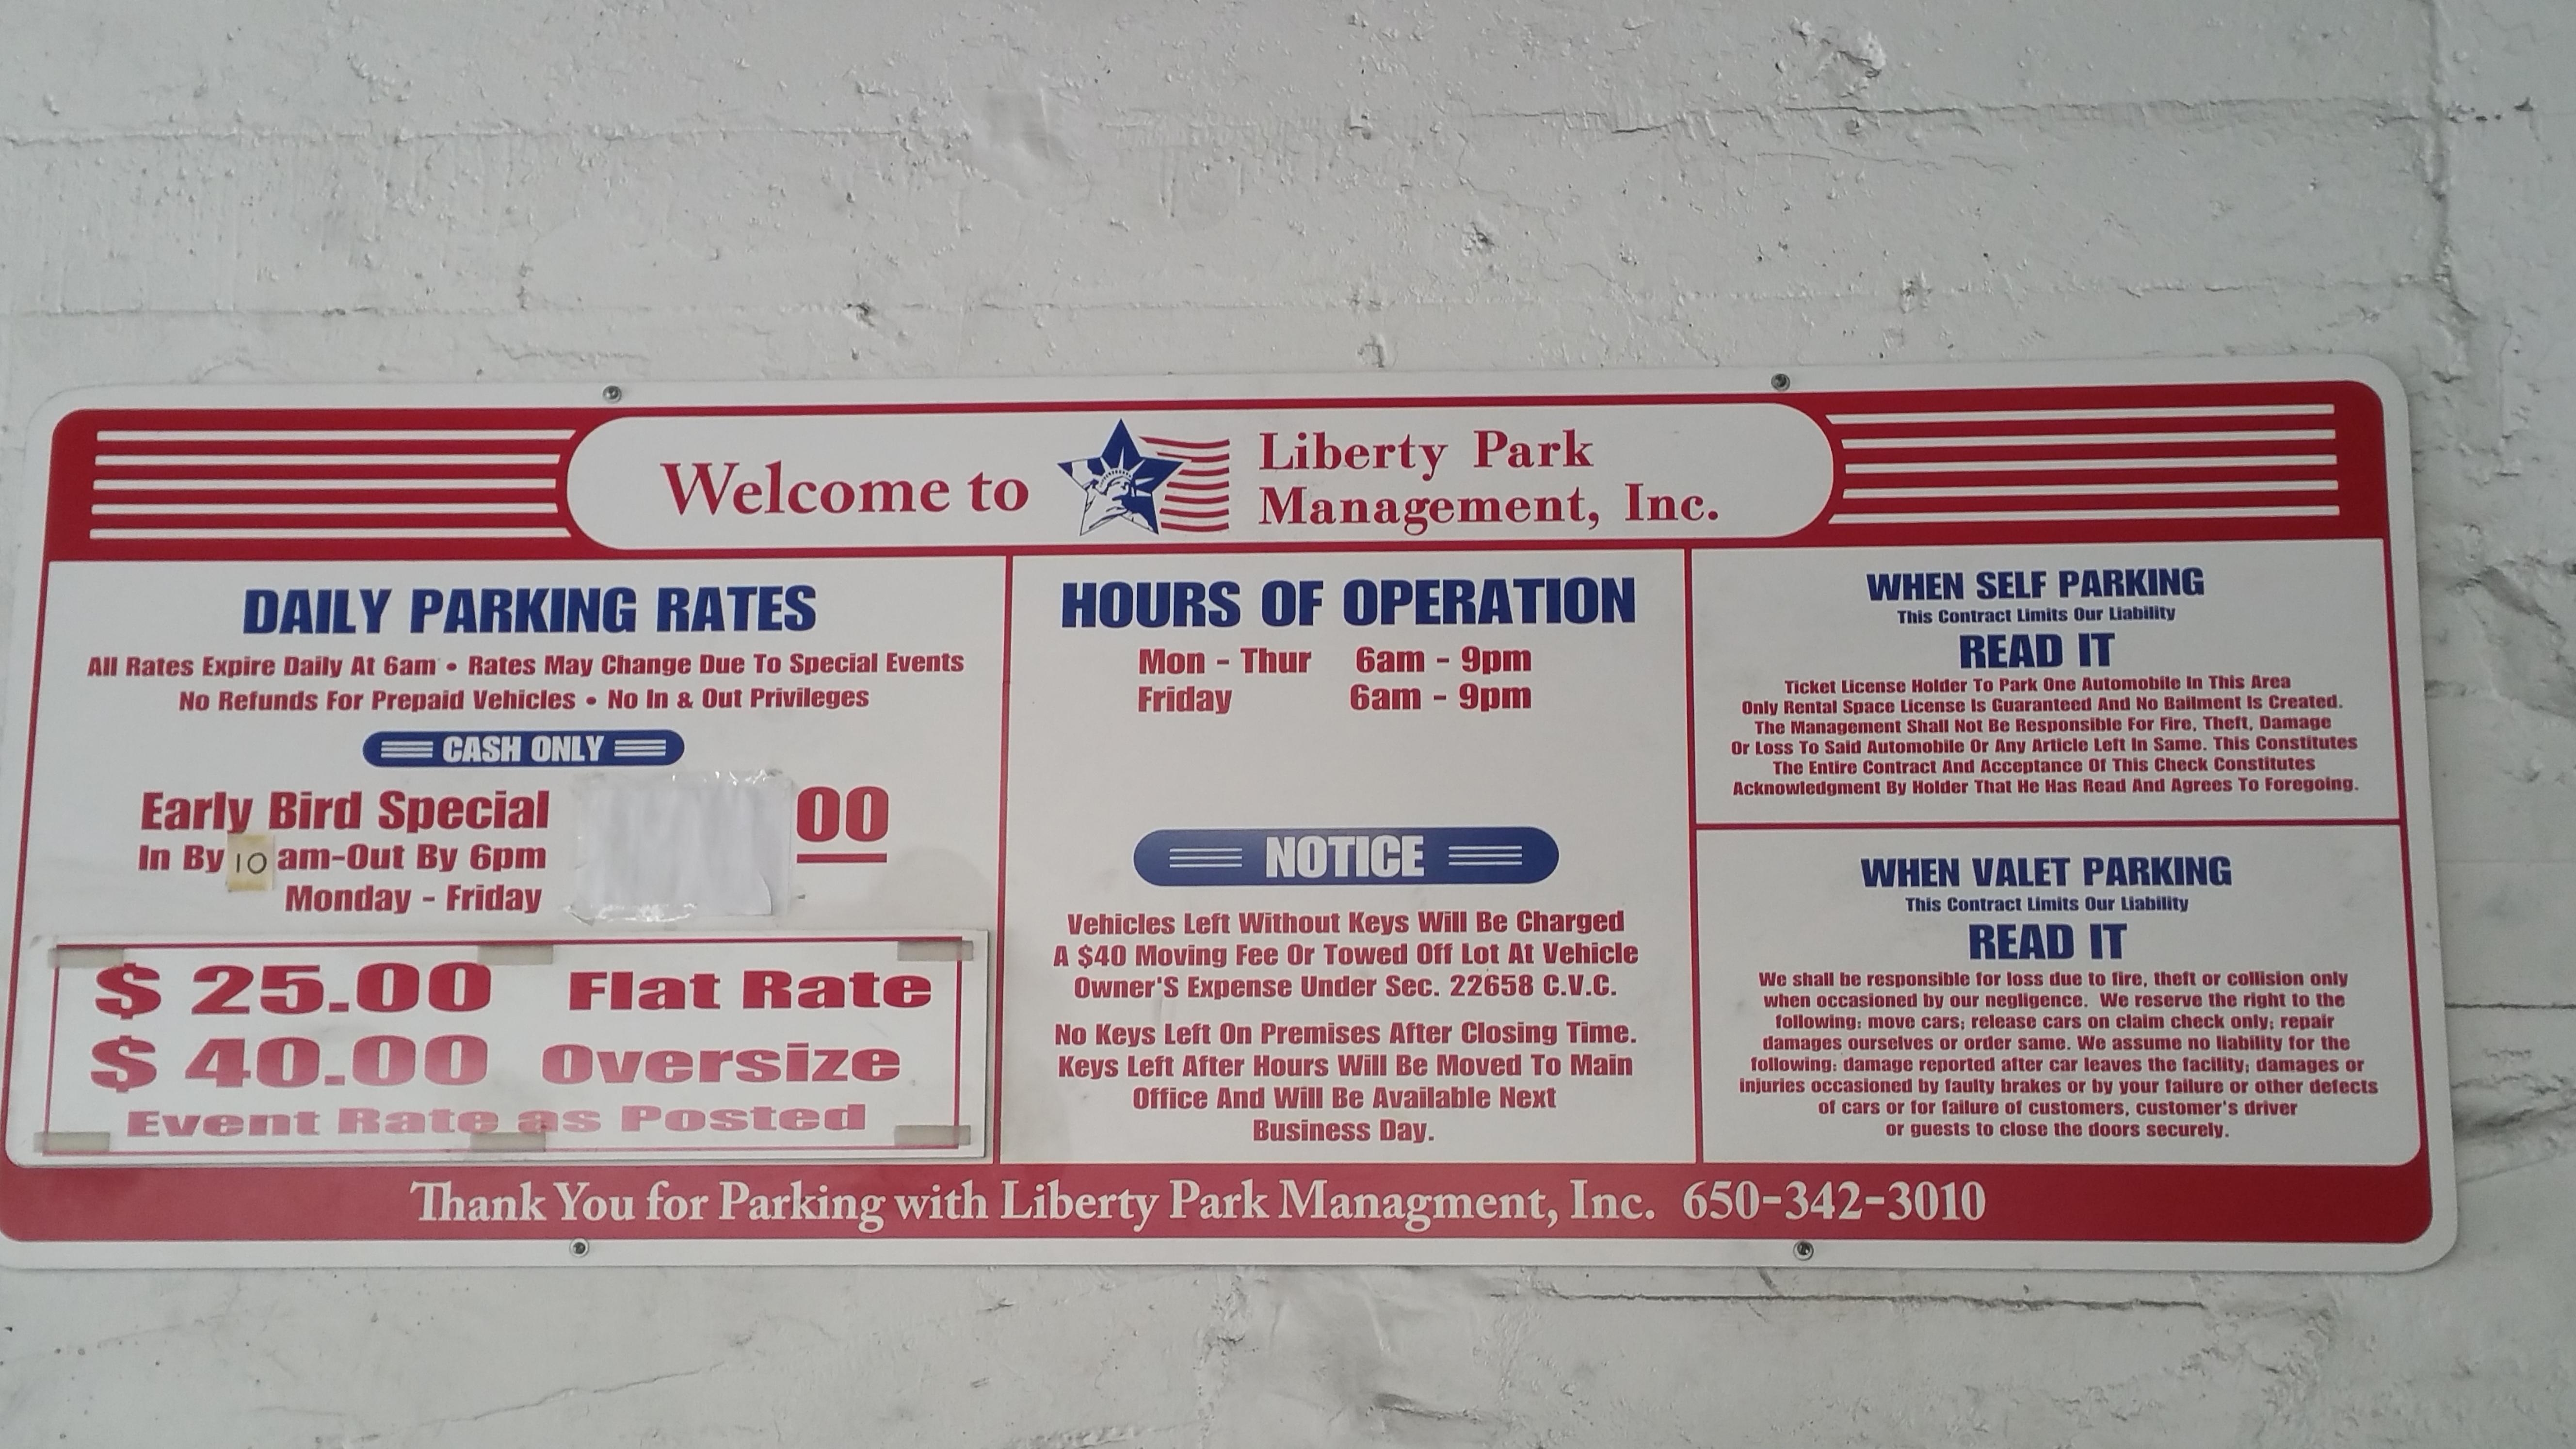 Welcome to
Liberty Park
Management, Inc.
DAILY PARKING RATES
All Rates Expire Daily At 6am • Rates May Change Due To Special Events
No Refunds For Prepaid Vehicles • No In & Out Privileges
CASH ONLY
Early Bird Special
00
In By 10 am-Out By 6pm
Monday - Friday
$ 25.00 Flat Rate
$ 40.00 Oversize
Event Rate as Posted
HOURS OF OPERATION
Mon - Thur 6am - 9pm
Friday 6am - 9pm
NOTICE
Vehicles Left Without Keys Will Be Charged
A $40 Moving Fee Or Towed Off Lot At Vehicle
Owner'S Expense Under Sec. 22658 C.V.C.
No Keys Left On Premises After Closing Time.
Keys Left After Hours Will Be Moved To Main
Office And Will Be Available Next
Business Day.
WHEN SELF PARKING
This Contract Limits Our Liability
READ IT
Ticket License Holder To Park One Automobile In This Area
Only Rental Space License Is Guaranteed And No Bailment Is Created.
The Management Shall Not Be Responsible For Fire, Theft, Damage
Or Loss To Said Automobile Or Any Article Left In Same. This Constitutes
The Entire Contract And Acceptance Of This Check Constitutes
Acknowledgment By Holder That He Has Read And Agrees To Foregoing.
WHEN VALET PARKING
This Contract Limits Our Liability
READ IT
We shall be responsible for loss due to fire, theft or collision only
when occasioned by our negligence. We reserve the right to the
following: move cars; release cars on claim check only; repair
damages ourselves or order same. We assume no liability for the
following: damage reported after car leaves the facility; damages or
injuries occasioned by faulty brakes or by your failure or other defects
of cars or for failure of customers, customer's driver
or guests to close the doors securely.
Thank You for Parking with Liberty Park Managment, Inc. 650-342-3010